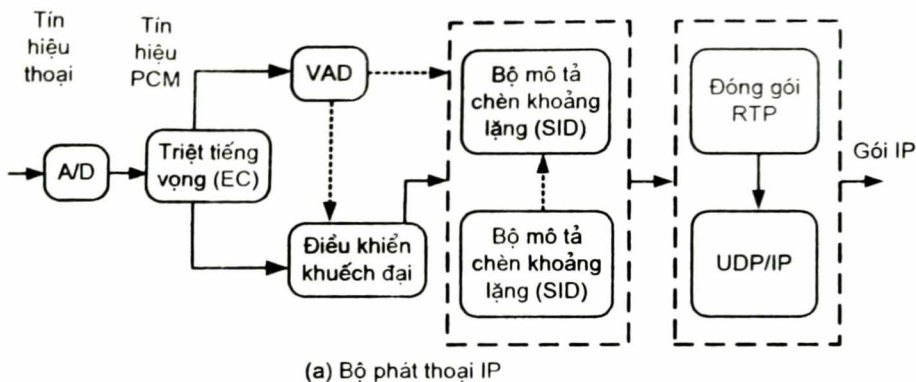 Tín
hiệu
thoại
Tín
hiệu
PCM
A/D
Triệt tiếng
vọng (EC)
VAD
Điều khiển
khuếch đại
Bộ mô tả
chèn khoảng
lặng (SID)
Bộ mô tả
chèn khoảng
lặng (SID)
Đóng gói
RTP
UDP/IP
Gói IP
(a) Bộ phát thoại IP